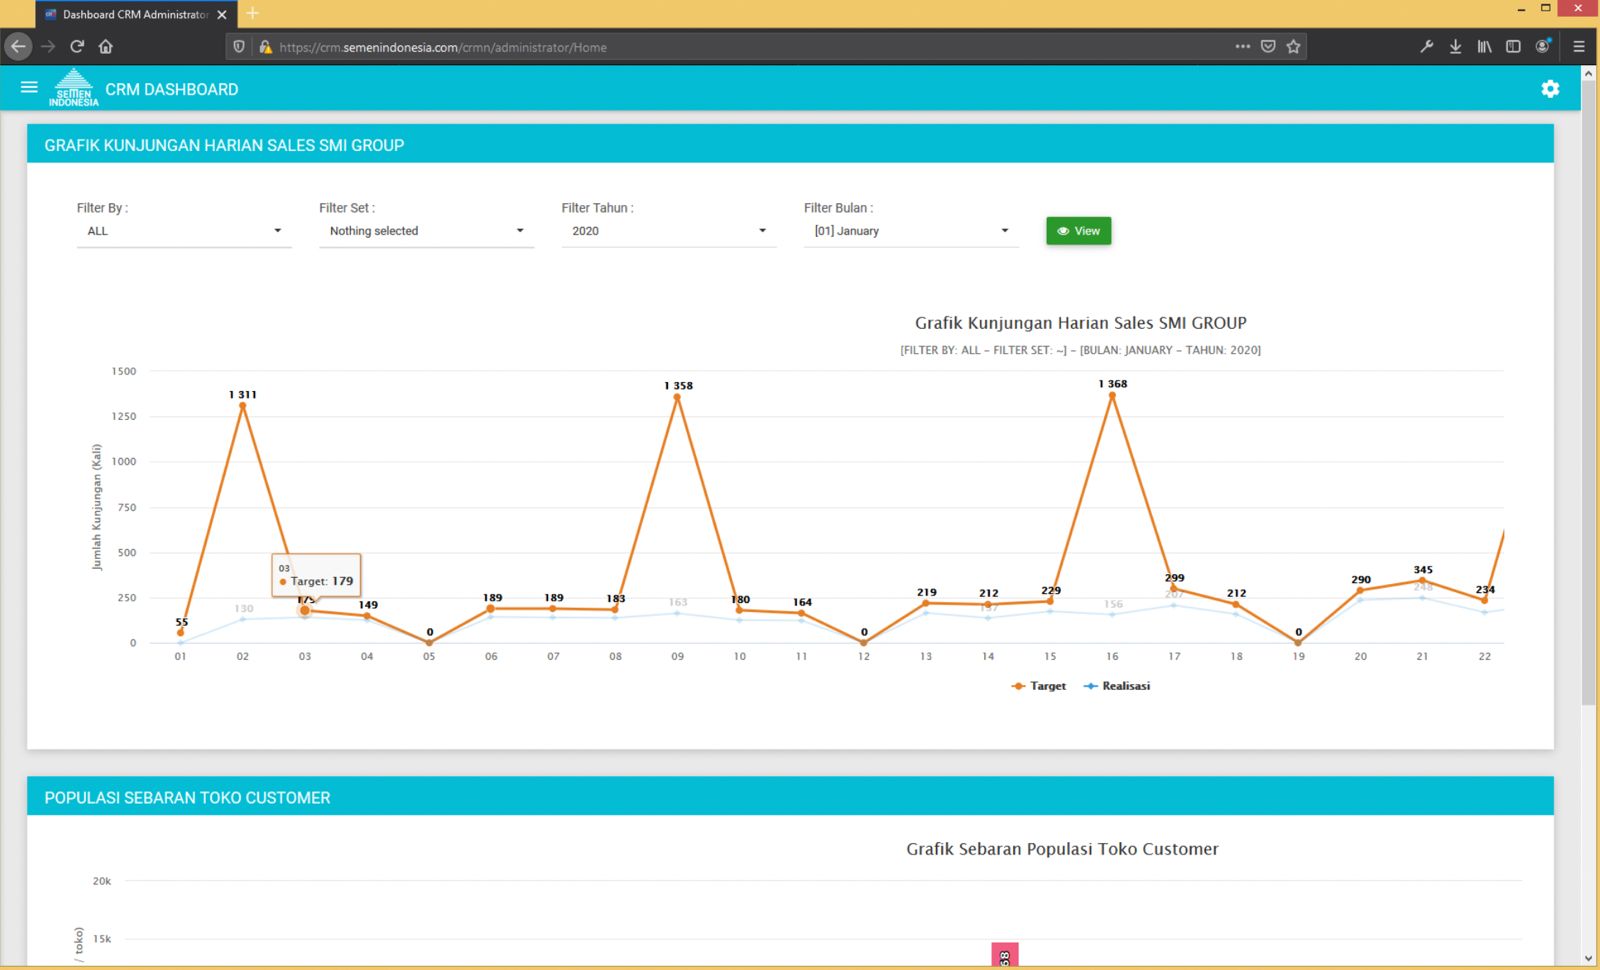 Dashboard CRM Administrator
https://crm.semenindonesia.com/crmn/administrator/Home
SEMEN
INDONESIA
CRM DASHBOARD
GRAFIK KUNJUNGAN HARIAN SALES SMI GROUP
Filter By :
Filter Set :
Filter Tahun :
Filter Bulan :
ALL
Nothing selected
2020
[01] January
View
Grafik Kunjungan Harian Sales SMI GROUP
[FILTER BY: ALL - FILTER SET: ~] - [BULAN: JANUARY - TAHUN: 2020]
Jumlah Kunjungan (Kali)
1500
1250
1000
750
500
250
0
55
1 311
179
149
0
189
189
183
1 358
180
164
0
219
212
229
1 368
299
212
0
290
345
234
130
163
137
156
207
248
03
Target: 179
01 02 03 04 05 06 07 08 09 10 11 12 13 14 15 16 17 18 19 20 21 22
Target Realisasi
POPULASI SEBARAN TOKO CUSTOMER
Grafik Sebaran Populasi Toko Customer
20k
15k
/ toko)
68